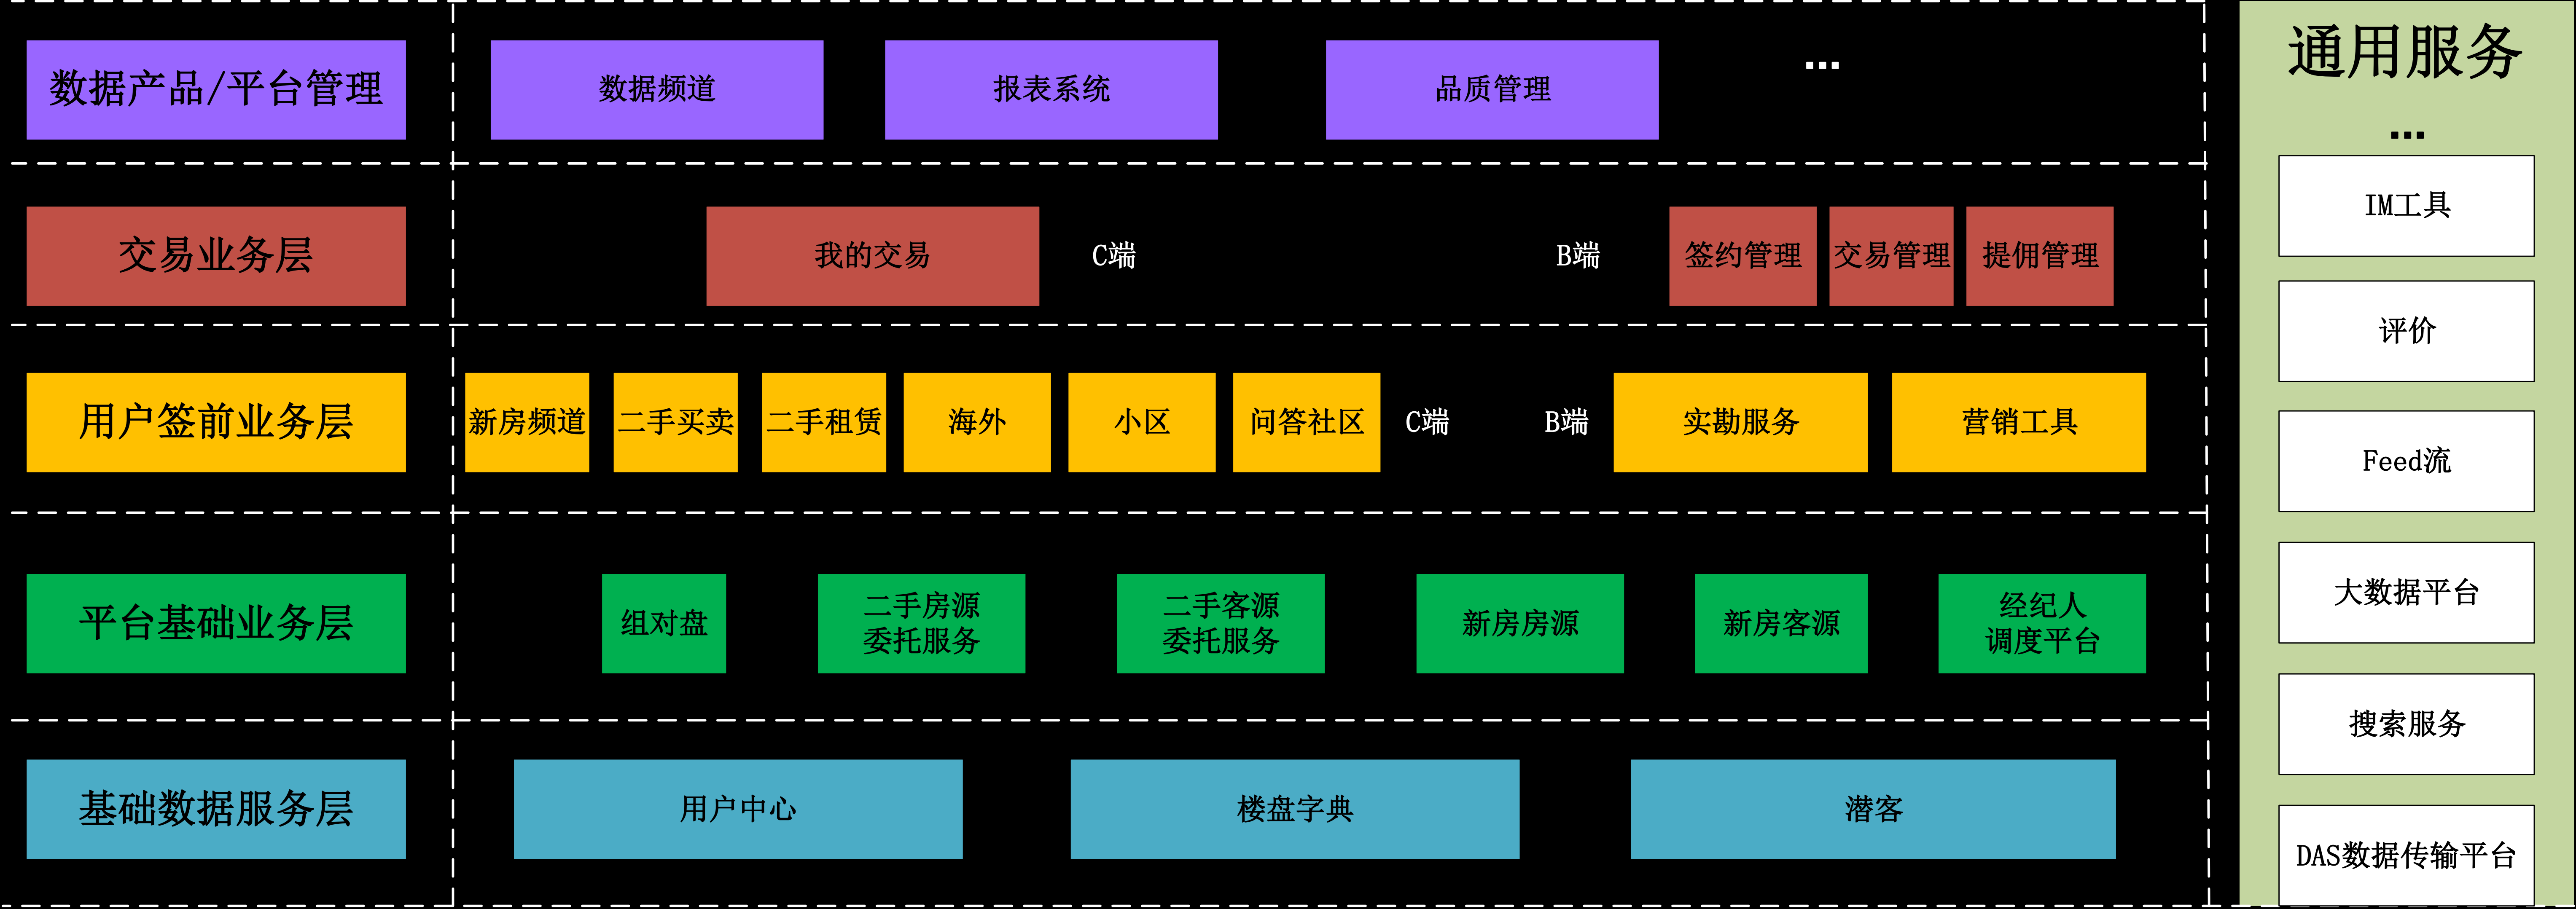 数据产品/平台管理
数据频道
报表系统
品质管理
...
交易业务层
我的交易
C端
B端
签约管理
交易管理
提佣管理
用户签前业务层
新房频道
二手买卖
二手租赁
海外
小区
问答社区
C端
B端
实勘服务
营销工具
平台基础业务层
组对盘
二手房源
委托服务
二手客源
委托服务
新房房源
新房客源
经纪人
调度平台
基础数据服务层
用户中心
楼盘字典
潜客
通用服务
...
IM工具
评价
Feed流
大数据平台
搜索服务
DAS数据传输平台